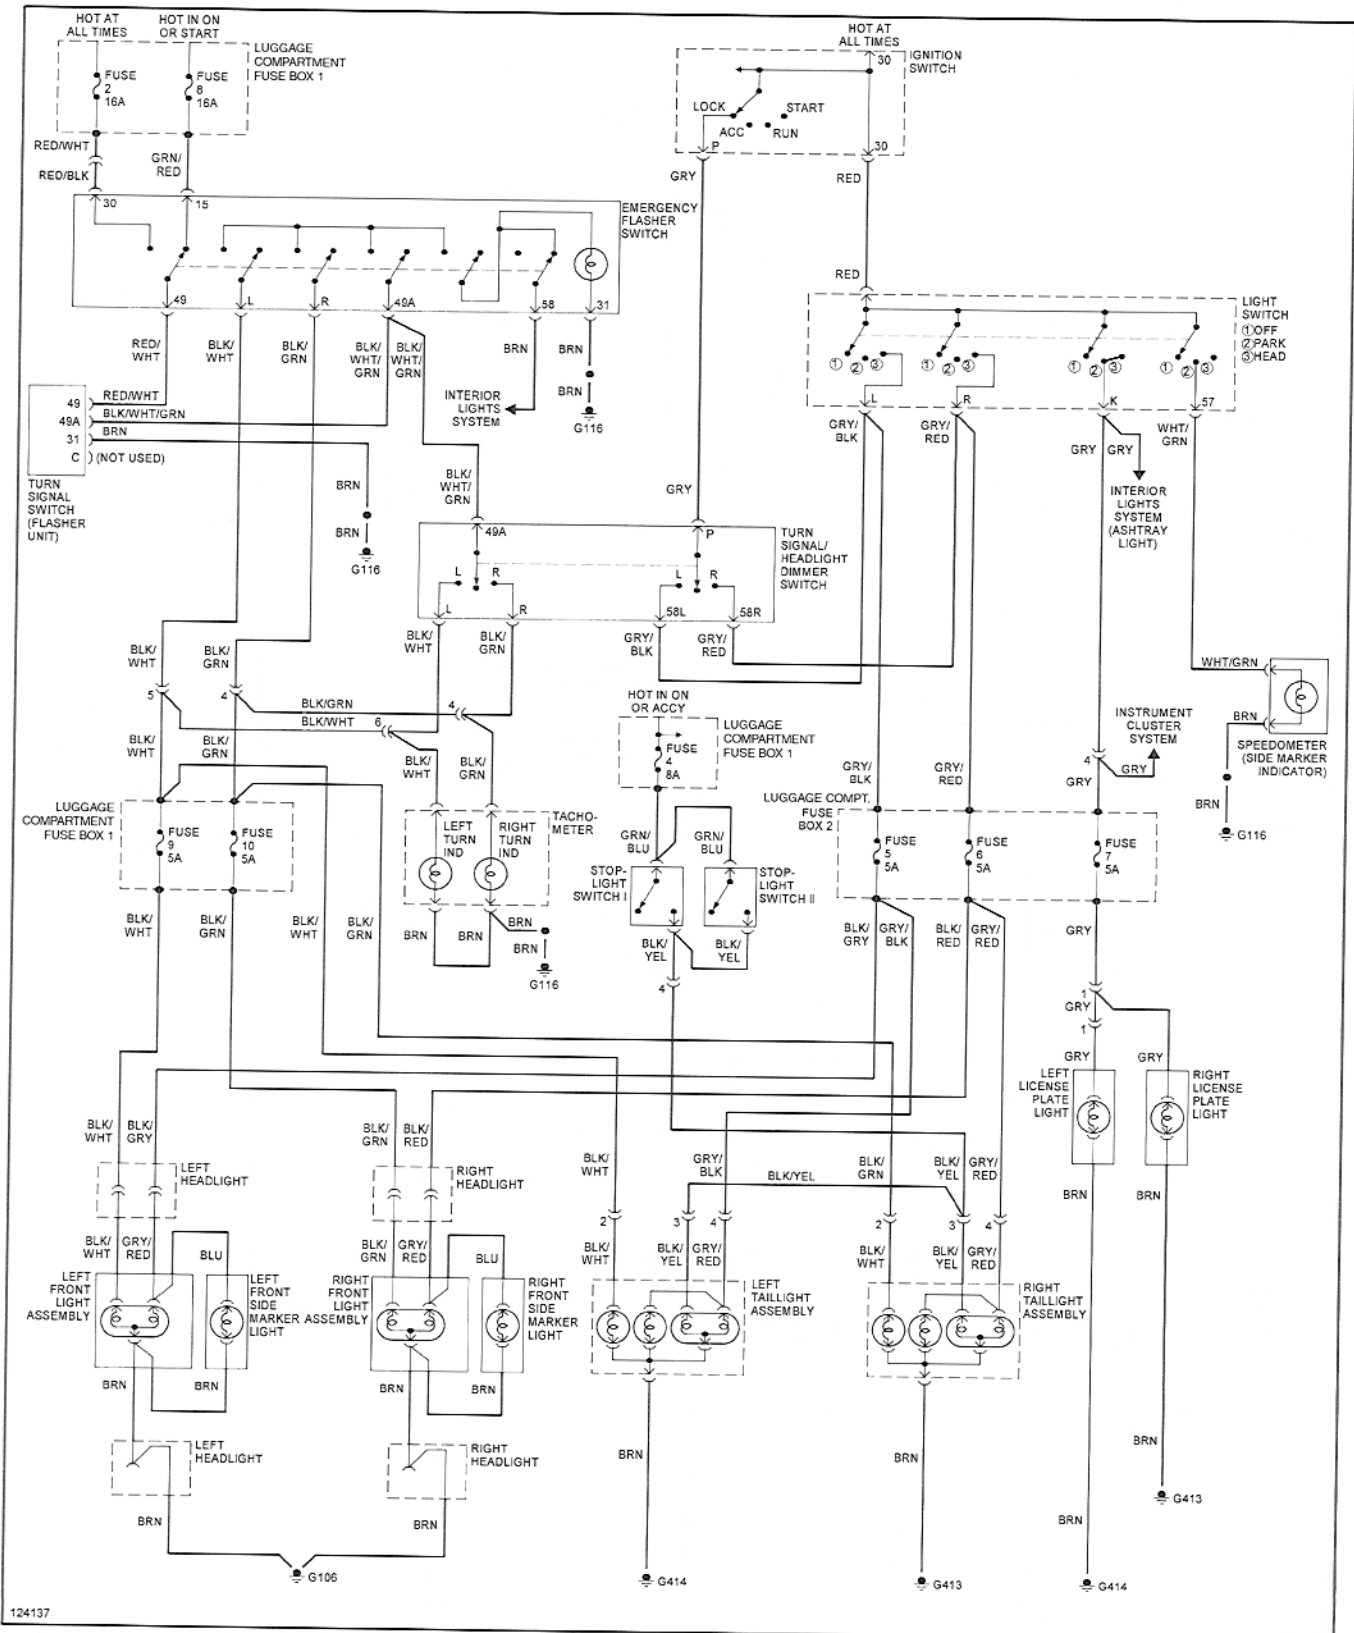 HOT AT
ALL TIMES
HOT IN ON
OR START
LUGGAGE
COMPARTMENT
FUSE BOX 1
FUSE
2
16A
FUSE
8
16A
RED/WHT
RED/BLK
GRN/
RED
30
15
EMERGENCY
FLASHER
SWITCH
49
L
R
49A
58
31
HOT AT
ALL TIMES
30
IGNITION
SWITCH
LOCK
START
ACC
RUN
P
30
GRY
RED
RED
LIGHT
SWITCH
①OFF
②PARK
③HEAD
① ② ③
① ② ③
① ② ③
① ② ③
L
R
K
57
RED/
WHT
BLK/
WHT
BLK/
GRN
BLK/
WHT/
GRN
BLK/
WHT/
GRN
BRN
BRN
BRN
G116
INTERIOR
LIGHTS
SYSTEM
49
49A
31
C
RED/WHT
BLK/WHT/GRN
BRN
(NOT USED)
TURN
SIGNAL
SWITCH
(FLASHER
UNIT)
BRN
BRN
G116
BLK/
WHT/
GRN
GRY
GRY/
BLK
GRY/
RED
GRY
GRY
WHT/
GRN
INTERIOR
LIGHTS
SYSTEM
(ASHTRAY
LIGHT)
49A
P
L
R
L
R
L
R
58L
58R
TURN
SIGNAL/
HEADLIGHT
DIMMER
SWITCH
BLK/
WHT
BLK/
GRN
GRY/
BLK
GRY/
RED
BLK/
WHT
BLK/
GRN
5
4
BLK/GRN
BLK/WHT
4
6
BLK/
WHT
BLK/
GRN
BLK/
WHT
BLK/
GRN
HOT IN ON
OR ACCY
FUSE
4
8A
LUGGAGE
COMPARTMENT
FUSE BOX 1
WHT/GRN
BRN
SPEEDOMETER
(SIDE MARKER
INDICATOR)
BRN
G116
INSTRUMENT
CLUSTER
SYSTEM
4
GRY
GRY
GRY/
BLK
GRY/
RED
LUGGAGE
COMPARTMENT
FUSE BOX 1
FUSE
9
5A
FUSE
10
5A
LEFT
TURN
IND
RIGHT
TURN
IND
TACHO-
METER
GRN/
BLU
GRN/
BLU
STOP-
LIGHT
SWITCH I
STOP-
LIGHT
SWITCH II
LUGGAGE COMPT.
FUSE
BOX 2
FUSE
5
5A
FUSE
6
5A
FUSE
7
5A
BLK/
WHT
BLK/
GRN
BLK/
WHT
BLK/
GRN
BRN
BRN
BRN
BRN
G116
BLK/
YEL
BLK/
YEL
4
BLK/
GRY
GRY/
BLK
BLK/
RED
GRY/
RED
GRY
1
GRY
1
GRY
GRY
LEFT
LICENSE
PLATE
LIGHT
RIGHT
LICENSE
PLATE
LIGHT
BLK/
WHT
BLK/
GRY
BLK/
GRN
BLK/
RED
BLK/
WHT
GRY/
BLK
BLK/YEL
BLK/
GRN
BLK/
YEL
GRY/
RED
BRN
BRN
LEFT
HEADLIGHT
RIGHT
HEADLIGHT
2
3
4
2
3
4
BLK/
WHT
GRY/
RED
BLU
BLK/
GRN
GRY/
RED
BLU
BLK/
WHT
BLK/
YEL
GRY/
RED
BLK/
WHT
BLK/
YEL
GRY/
RED
LEFT
FRONT
LIGHT
ASSEMBLY
LEFT
FRONT
SIDE
MARKER
LIGHT
RIGHT
FRONT
LIGHT
ASSEMBLY
RIGHT
FRONT
SIDE
MARKER
LIGHT
LEFT
TAILLIGHT
ASSEMBLY
RIGHT
TAILLIGHT
ASSEMBLY
BRN
BRN
BRN
BRN
LEFT
HEADLIGHT
RIGHT
HEADLIGHT
BRN
BRN
BRN
G413
BRN
BRN
BRN
G106
G414
G413
G414
124137